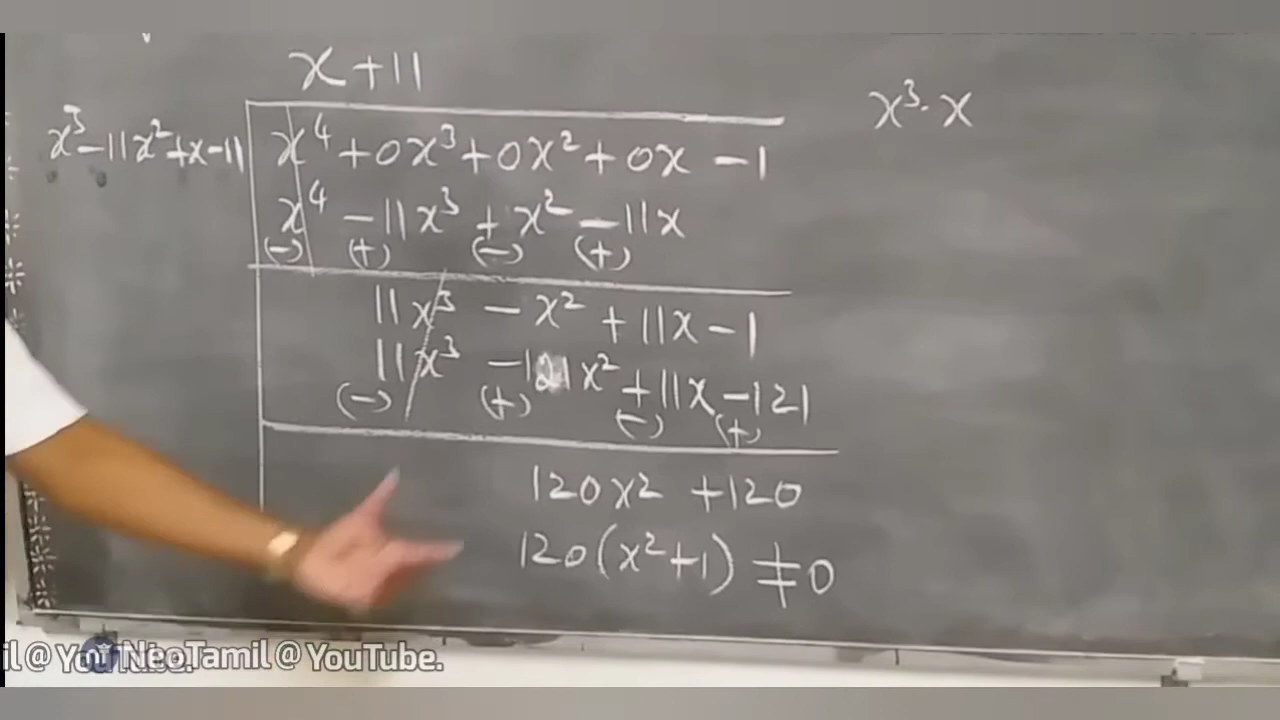 x + 11
x³ · x
x³ - 11x² + x - 11 x⁴ + 0x³ + 0x² + 0x - 1
x⁴ - 11x³ + x² - 11x
(-) (+) (-) (+)
11x³ - x² + 11x - 1
11x³ - 121x² + 11x - 121
(-) (+) (-) (+)
120x² + 120
120(x² + 1) ≠ 0
NeoTamil @ YouTube.